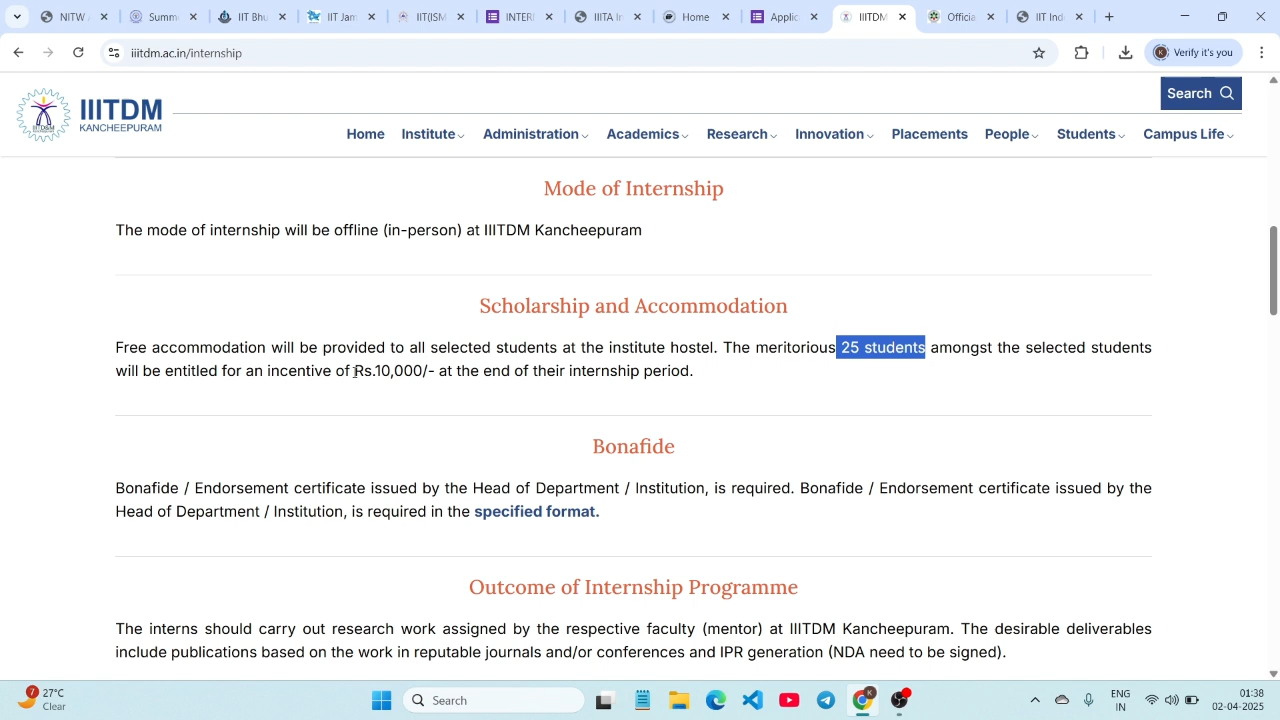 NITW
Summ
IIT Bhu
IIT Jam
IIT(ISM
INTERN
IIITA In
Home
Applic
IIITDM
Officia
IIT Ind
iiitdm.ac.in/internship
Verify it's you
IIITDM
KANCHEEPURAM
Search
Home Institute Administration Academics Research Innovation Placements People Students Campus Life
Mode of Internship
The mode of internship will be offline (in-person) at IIITDM Kancheepuram
Scholarship and Accommodation
Free accommodation will be provided to all selected students at the institute hostel. The meritorious 25 students amongst the selected students
will be entitled for an incentive of Rs.10,000/- at the end of their internship period.
Bonafide
Bonafide / Endorsement certificate issued by the Head of Department / Institution, is required. Bonafide / Endorsement certificate issued by the
Head of Department / Institution, is required in the specified format.
Outcome of Internship Programme
The interns should carry out research work assigned by the respective faculty (mentor) at IIITDM Kancheepuram. The desirable deliverables
include publications based on the work in reputable journals and/or conferences and IPR generation (NDA need to be signed).
7
27°C
Clear
Search
K
ENG
IN
01:38
02-04-2025